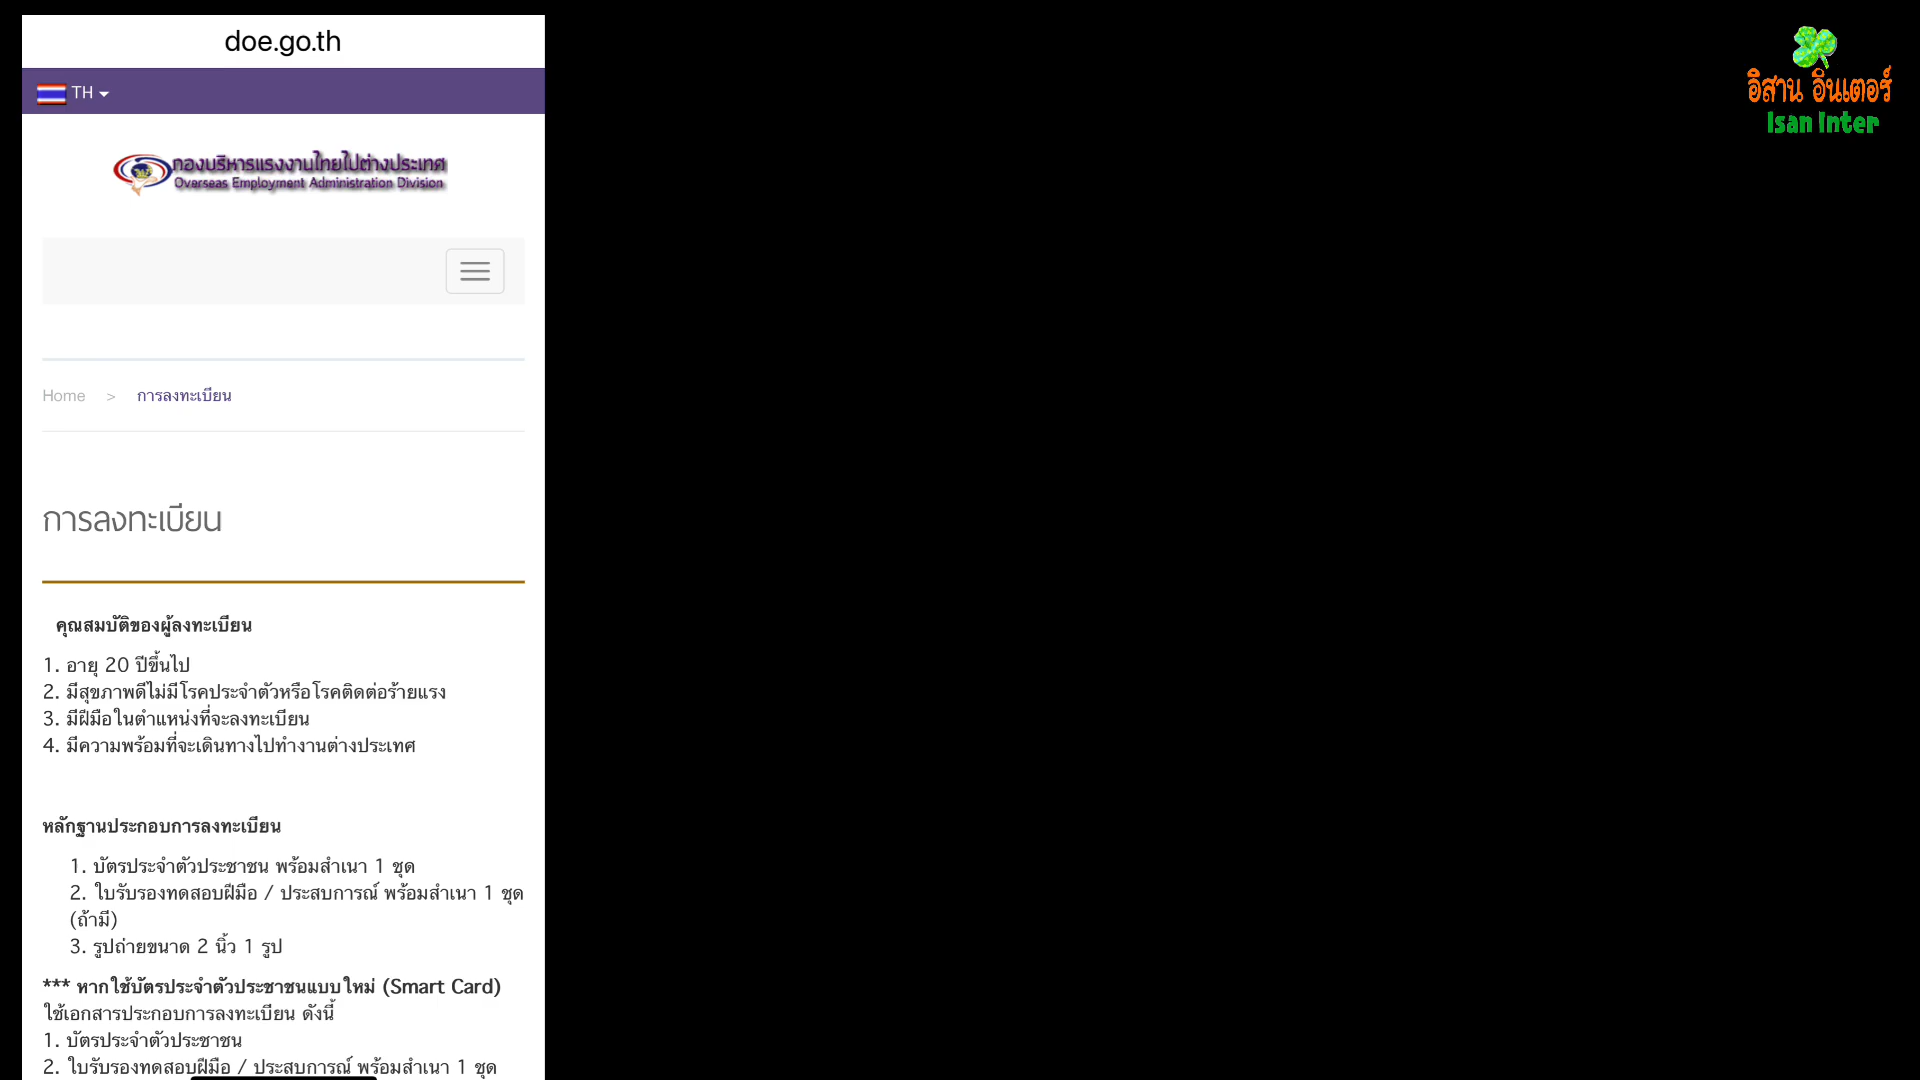 doe.go.th
TH
กองบริหารแรงงานไทยไปต่างประเทศ
Overseas Employment Administration Division
Home > การลงทะเบียน
การลงทะเบียน
คุณสมบัติของผู้ลงทะเบียน
1. อายุ 20 ปีขึ้นไป
2. มีสุขภาพดีไม่มีโรคประจำตัวหรือโรคติดต่อร้ายแรง
3. มีฝีมือในตำแหน่งที่จะลงทะเบียน
4. มีความพร้อมที่จะเดินทางไปทำงานต่างประเทศ
หลักฐานประกอบการลงทะเบียน
1. บัตรประจำตัวประชาชน พร้อมสำเนา 1 ชุด
2. ใบรับรองทดสอบฝีมือ / ประสบการณ์ พร้อมสำเนา 1 ชุด
(ถ้ามี)
3. รูปถ่ายขนาด 2 นิ้ว 1 รูป
*** หากใช้บัตรประจำตัวประชาชนแบบใหม่ (Smart Card)
ใช้เอกสารประกอบการลงทะเบียน ดังนี้
1. บัตรประจำตัวประชาชน
2. ใบรับรองทดสอบฝีมือ / ประสบการณ์ พร้อมสำเนา 1 ชุด
อิสาน อินเตอร์
Isan Inter